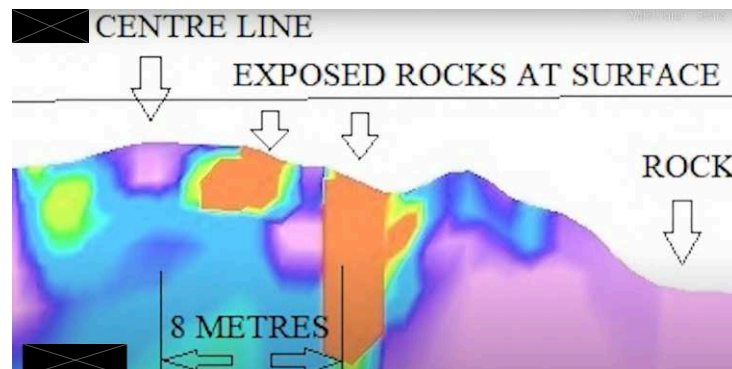 CENTRE LINE
EXPOSED ROCKS AT SURFACE
ROCK
8 METRES